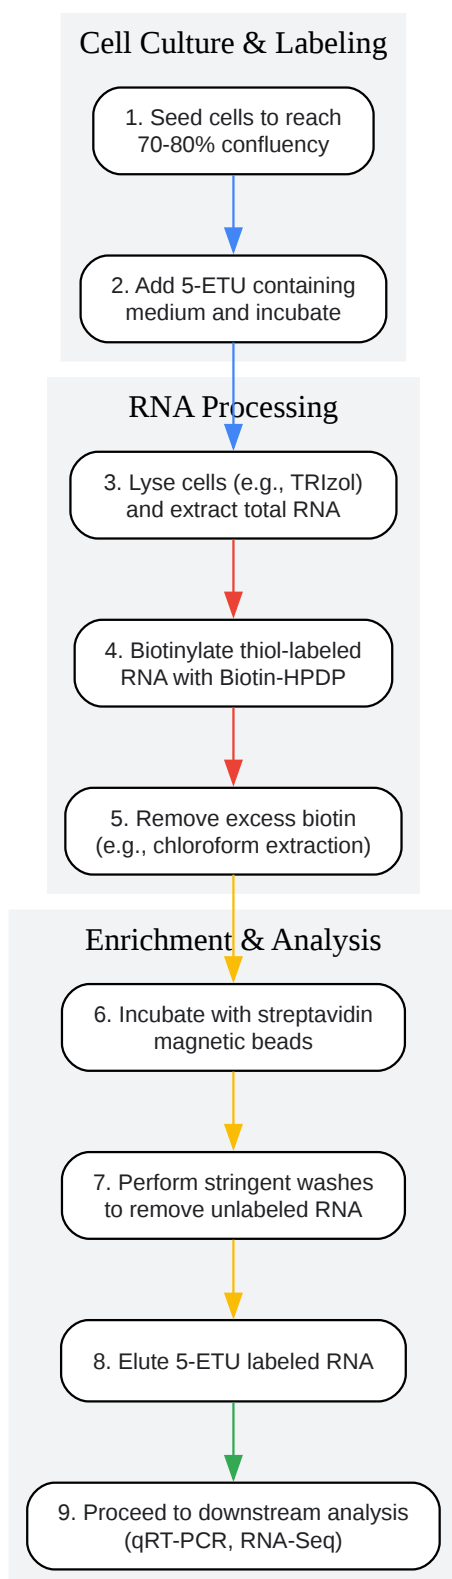 Cell Culture & Labeling
1. Seed cells to reach
70-80% confluency
2. Add 5-ETU containing
medium and incubate
RNA Processing
3. Lyse cells (e.g., TRIzol)
and extract total RNA
4. Biotinylate thiol-labeled
RNA with Biotin-HPDP
5. Remove excess biotin
(e.g., chloroform extraction)
Enrichment & Analysis
6. Incubate with streptavidin
magnetic beads
7. Perform stringent washes
to remove unlabeled RNA
8. Elute 5-ETU labeled RNA
9. Proceed to downstream analysis
(qRT-PCR, RNA-Seq)